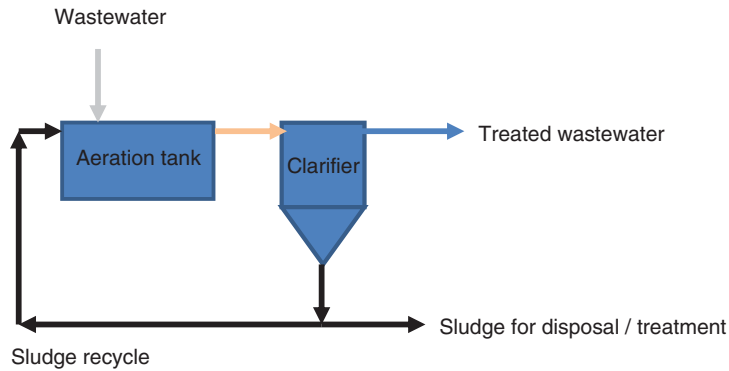 Wastewater
Aeration tank
Clarifier
Treated wastewater
Sludge for disposal / treatment
Sludge recycle